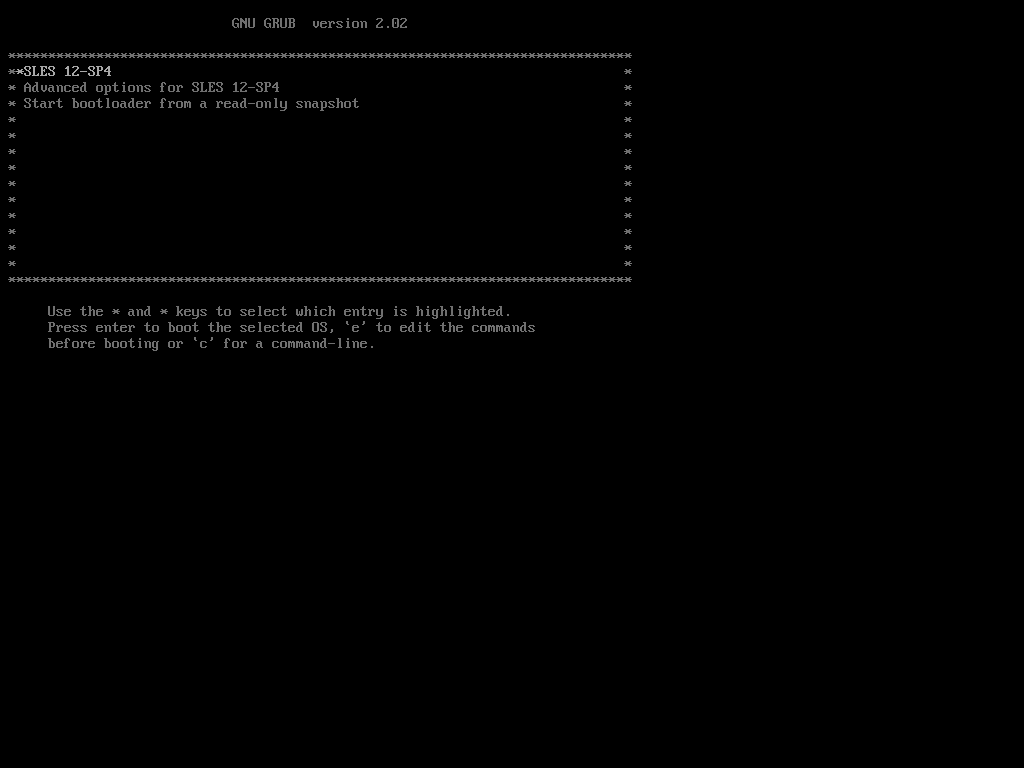 GNU GRUB  version 2.02
*******************************************************************************
**SLES 12-SP4                                                                *
* Advanced options for SLES 12-SP4                                           *
* Start bootloader from a read-only snapshot                                 *
*                                                                            *
*                                                                            *
*                                                                            *
*                                                                            *
*                                                                            *
*                                                                            *
*                                                                            *
*                                                                            *
*                                                                            *
*                                                                            *
*******************************************************************************
Use the * and * keys to select which entry is highlighted.
Press enter to boot the selected OS, `e' to edit the commands
before booting or `c' for a command-line.